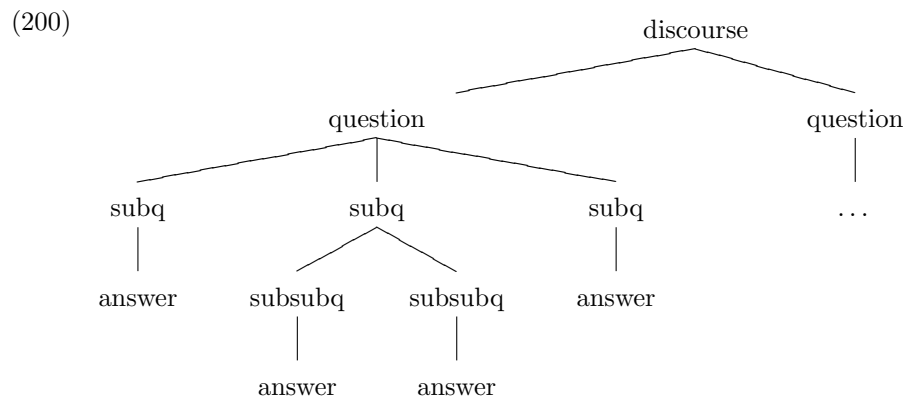 (200)
discourse
question question
subq subq subq ...
answer subsubq subsubq answer
answer answer